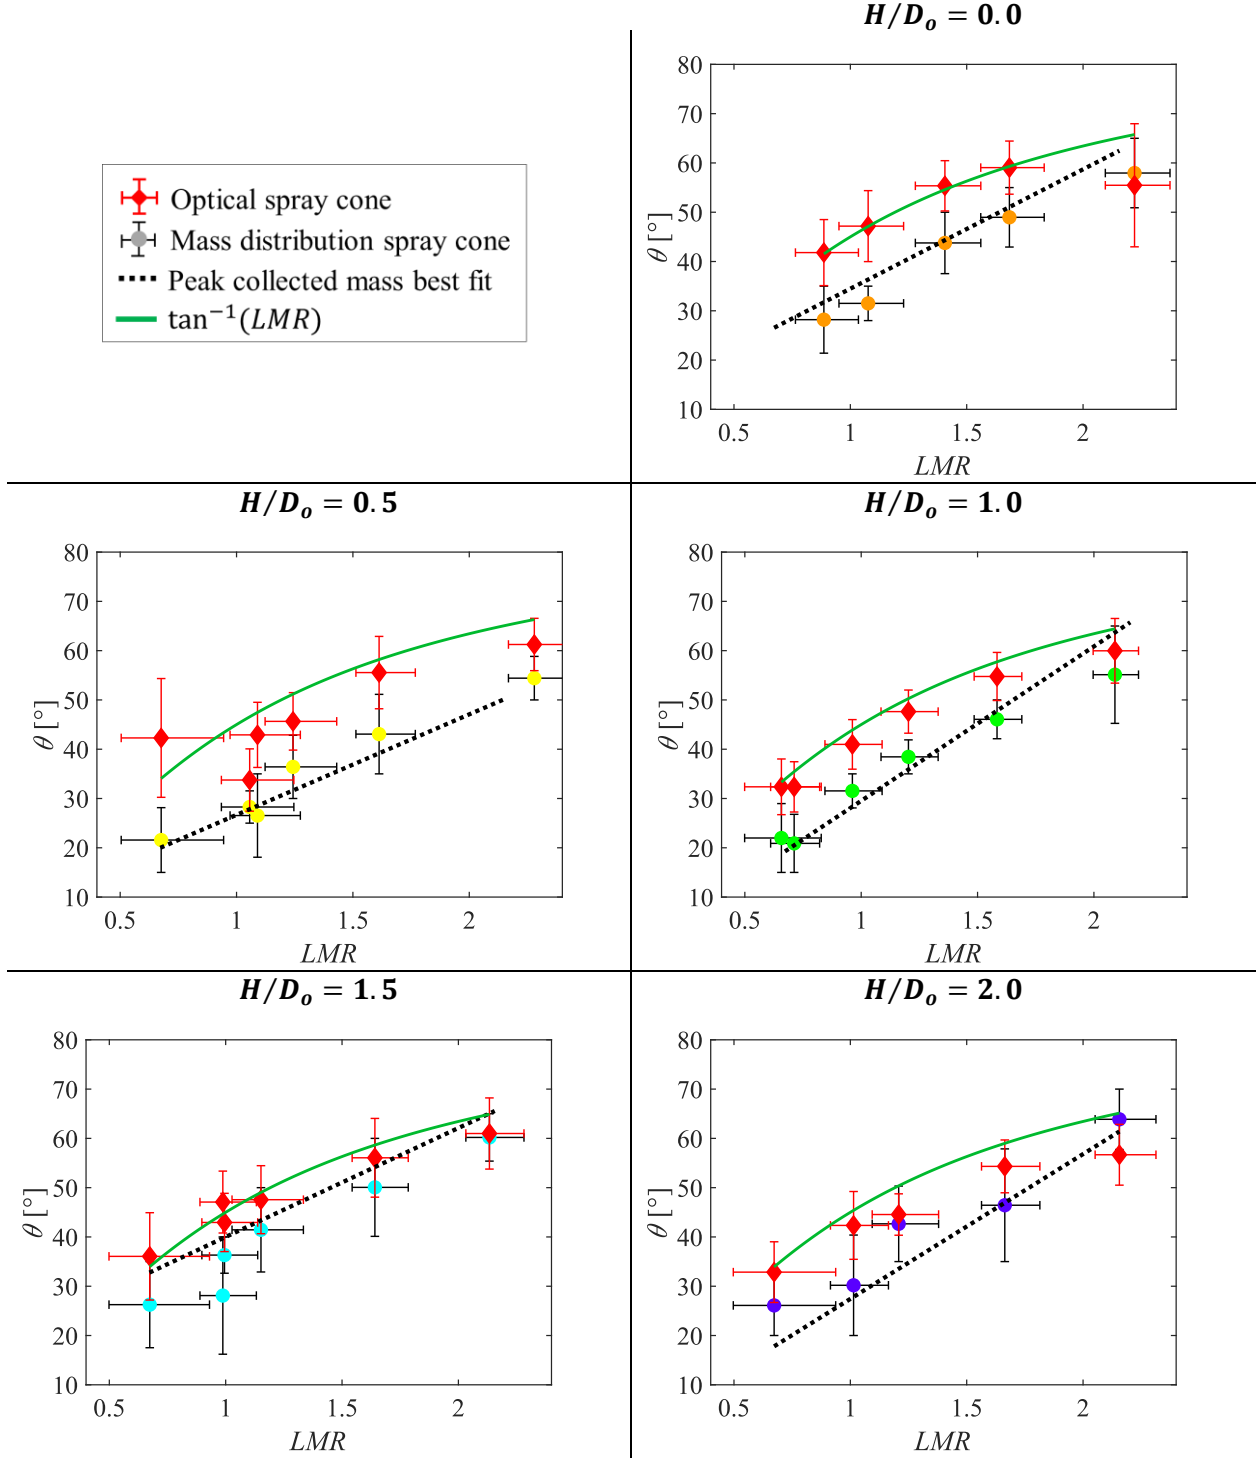 H/Dₒ = 0.0
Optical spray cone
Mass distribution spray cone
Peak collected mass best fit
tan⁻¹(LMR)
80
70
60
50
40
30
20
10
θ [°]
0.5 1 1.5 2
LMR
H/Dₒ = 0.5
80
70
60
50
40
30
20
10
θ [°]
0.5 1 1.5 2
LMR
H/Dₒ = 1.0
80
70
60
50
40
30
20
10
θ [°]
0.5 1 1.5 2
LMR
H/Dₒ = 1.5
80
70
60
50
40
30
20
10
θ [°]
0.5 1 1.5 2
LMR
H/Dₒ = 2.0
80
70
60
50
40
30
20
10
θ [°]
0.5 1 1.5 2
LMR